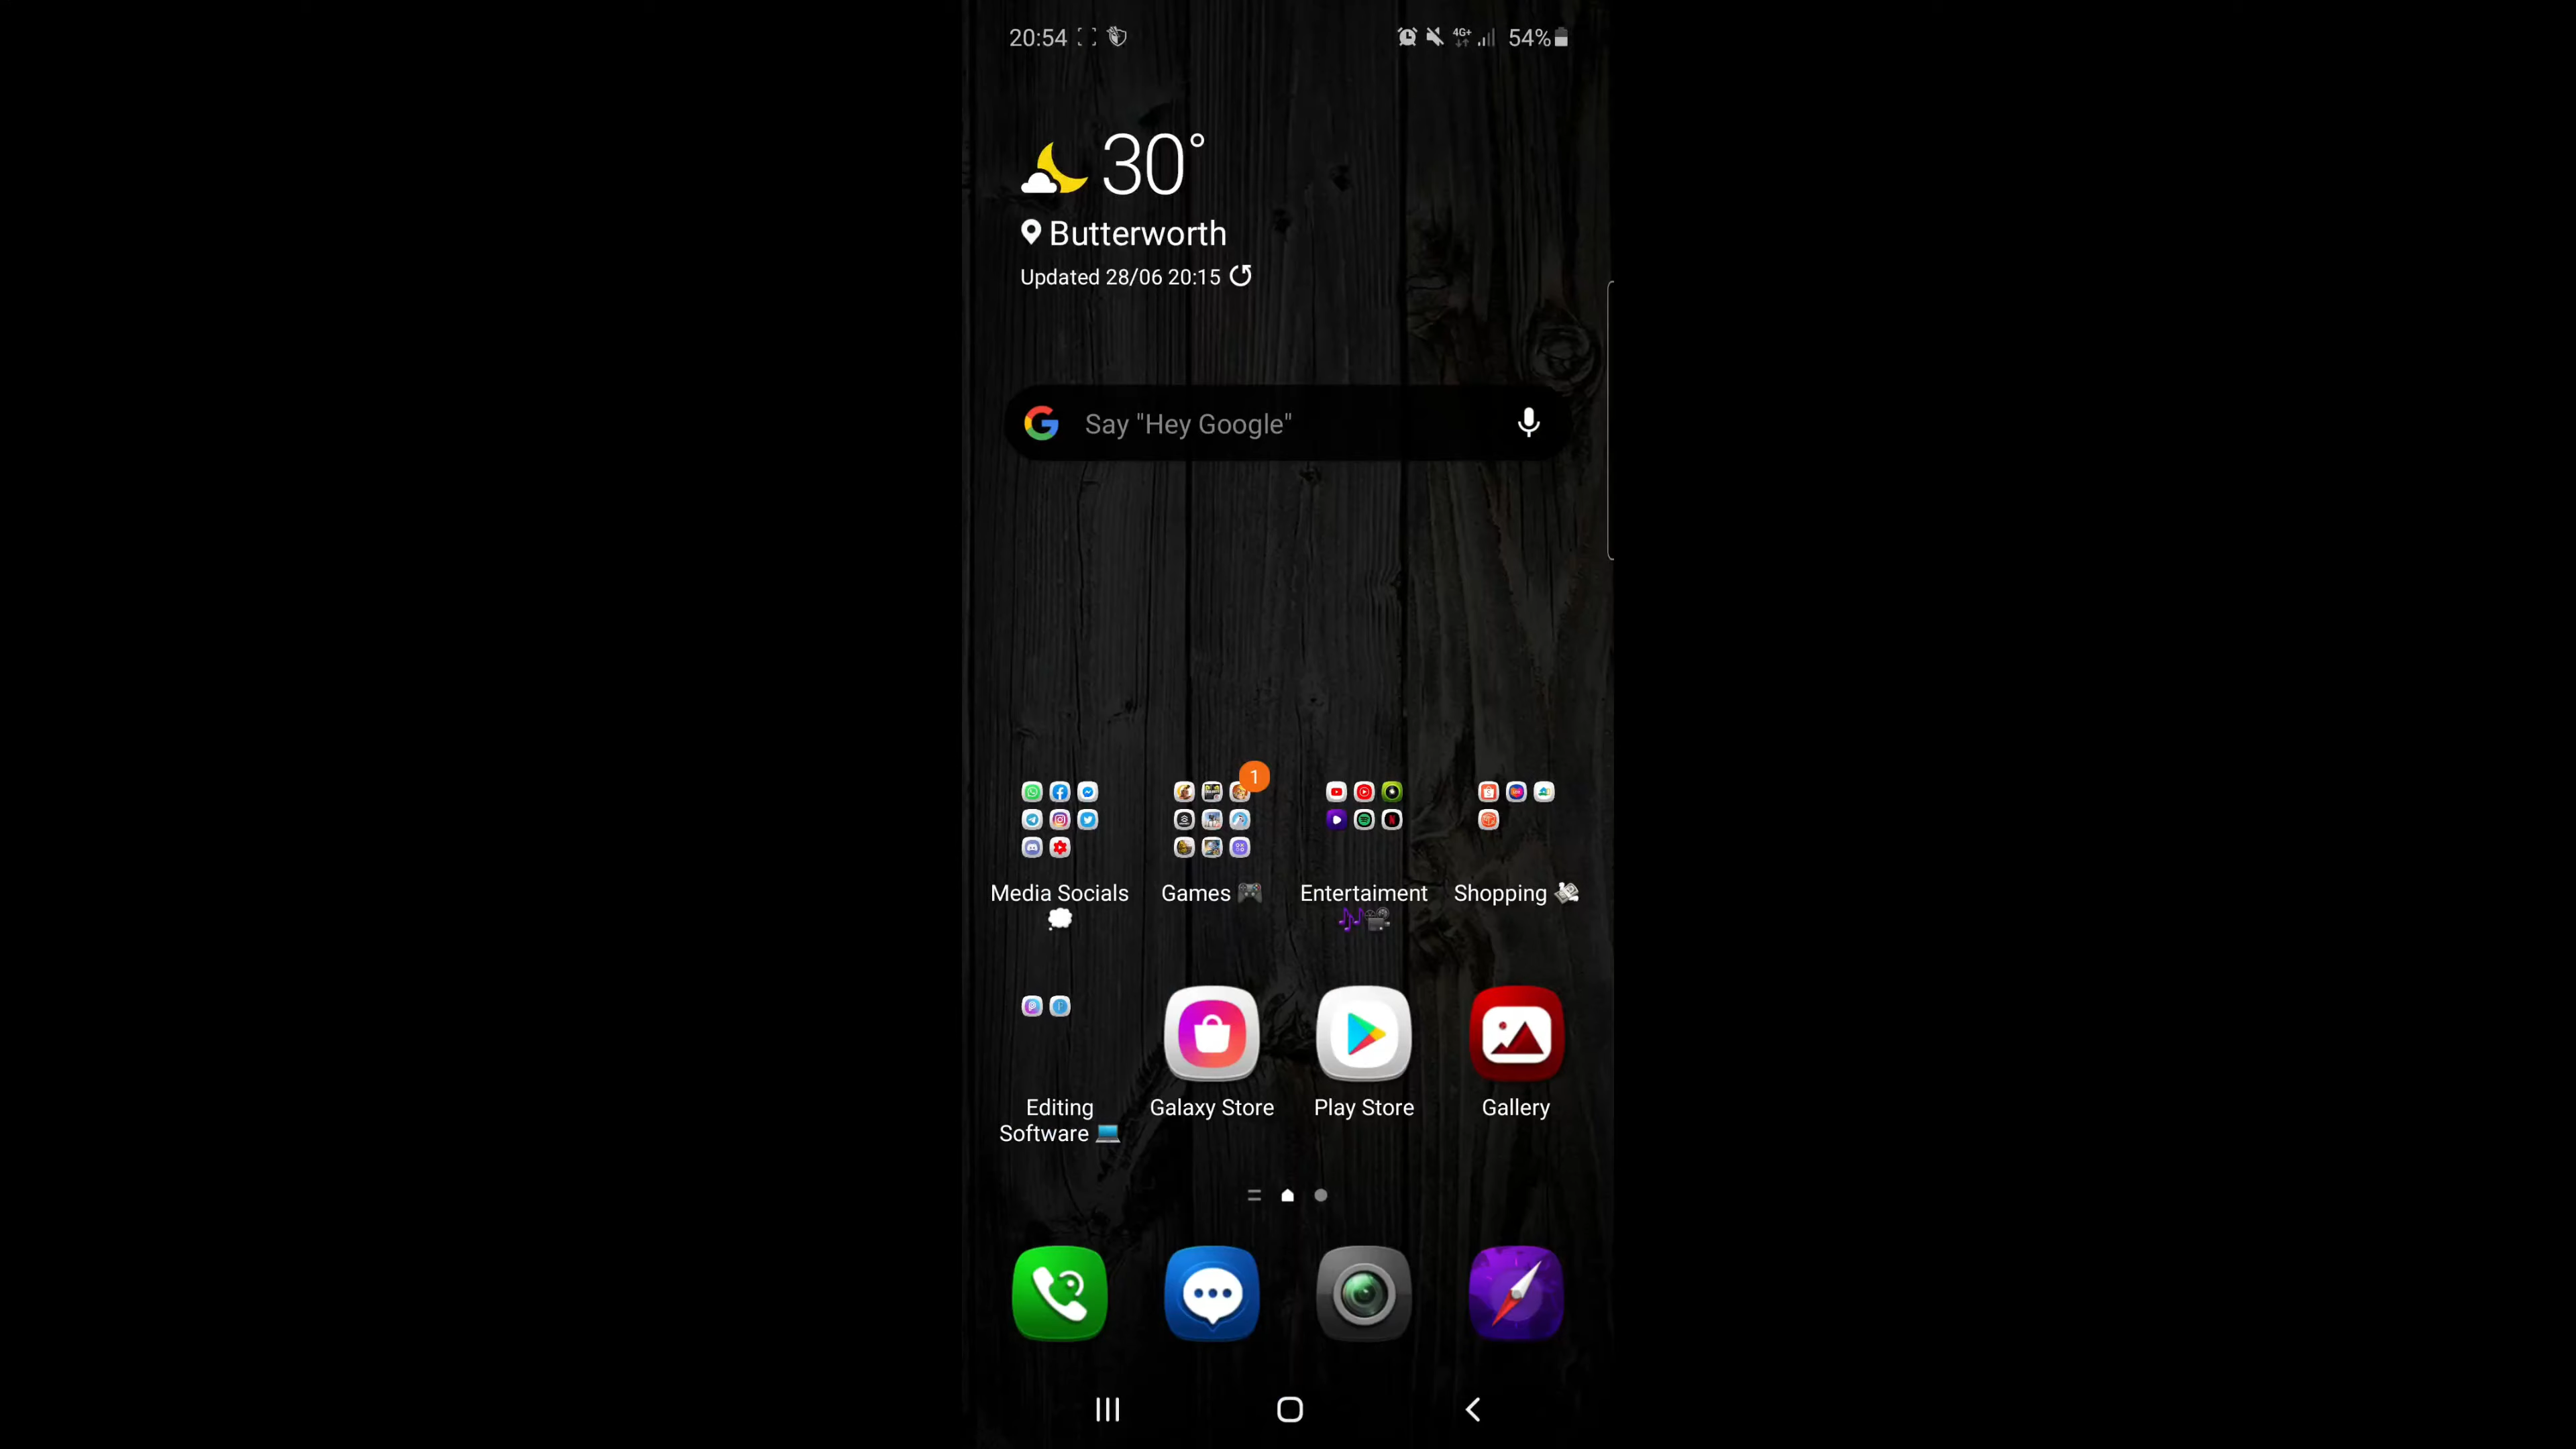 20:54
4G+ 54%
30°
Butterworth
Updated 28/06 20:15
Say "Hey Google"
1
Media Socials
Games
Entertaiment
Shopping
Editing
Software
Galaxy Store
Play Store
Gallery